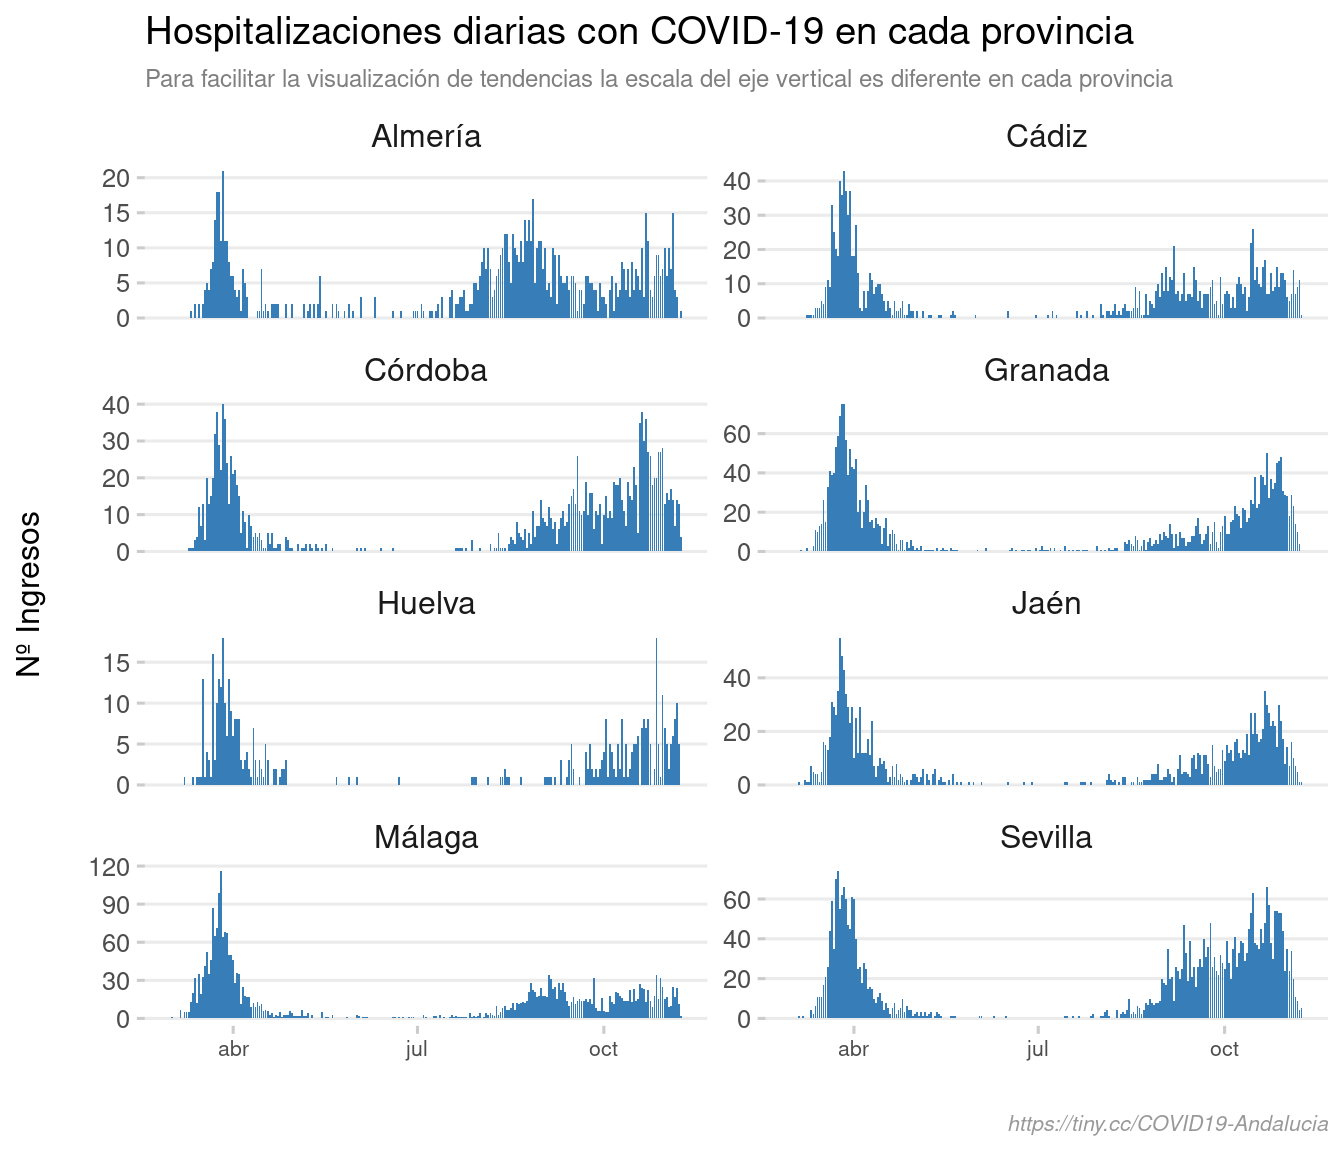 Hospitalizaciones diarias con COVID-19 en cada provincia
Para facilitar la visualización de tendencias la escala del eje vertical es diferente en cada provincia
Nº Ingresos
Almería
20
15
10
5
0
Cádiz
40
30
20
10
0
Córdoba
40
30
20
10
0
Granada
60
40
20
0
Huelva
15
10
5
0
Jaén
40
20
0
Málaga
120
90
60
30
0
Sevilla
60
40
20
0
abr jul oct
abr jul oct
https://tiny.cc/COVID19-Andalucia